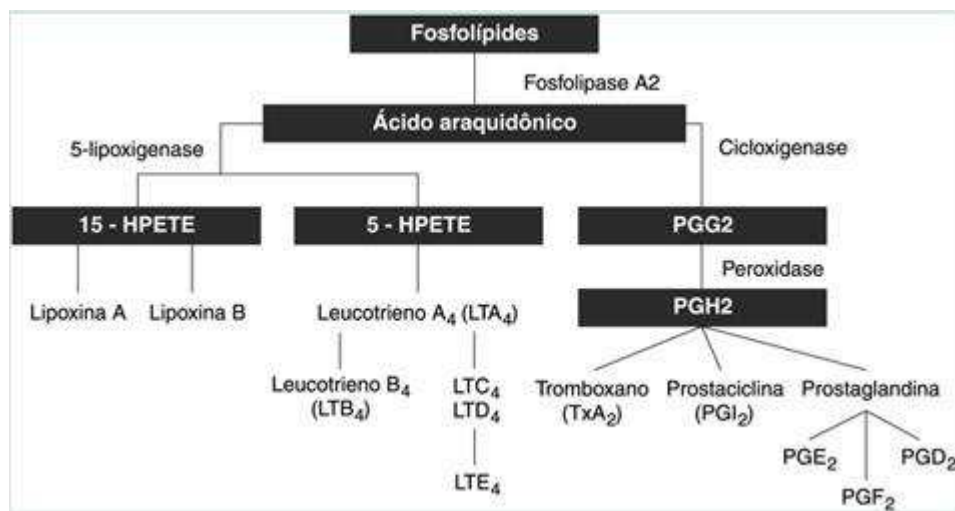 Fosfolípides
Fosfolipase A2
Ácido araquidônico
5-lipoxigenase
Cicloxigenase
15 - HPETE
5 - HPETE
PGG2
Peroxidase
PGH2
Lipoxina A
Lipoxina B
Leucotrieno A₄ (LTA₄)
Leucotrieno B₄
(LTB₄)
LTC₄
LTD₄
LTE₄
Tromboxano
(TxA₂)
Prostaciclina
(PGI₂)
Prostaglandina
PGE₂
PGF₂
PGD₂